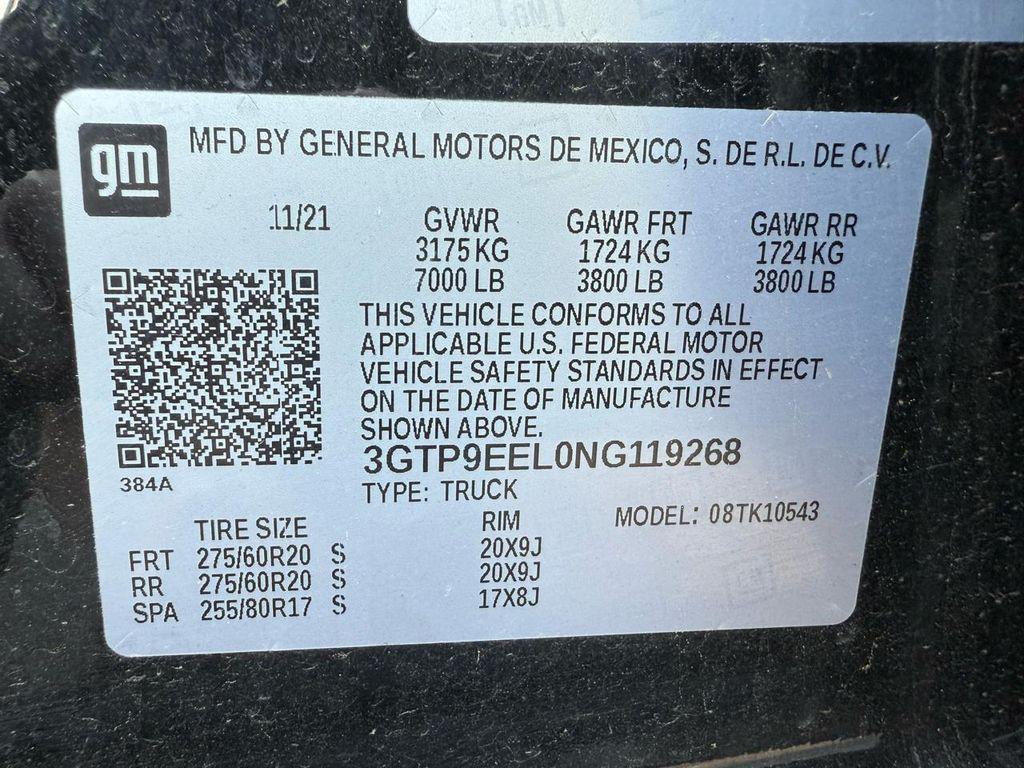 gm
MFD BY GENERAL MOTORS DE MEXICO, S. DE R.L. DE C.V.
11/21 GVWR GAWR FRT GAWR RR
3175 KG 1724 KG 1724 KG
7000 LB 3800 LB 3800 LB
THIS VEHICLE CONFORMS TO ALL
APPLICABLE U.S. FEDERAL MOTOR
VEHICLE SAFETY STANDARDS IN EFFECT
ON THE DATE OF MANUFACTURE
SHOWN ABOVE.
3GTP9EEL0NG119268
384A
TYPE: TRUCK
TIRE SIZE RIM MODEL: 08TK10543
FRT 275/60R20 S 20X9J
RR 275/60R20 S 20X9J
SPA 255/80R17 S 17X8J